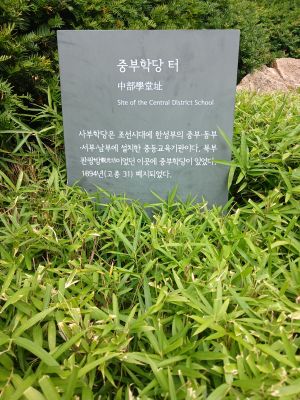 중부학당 터
中部學堂址
Site of the Central District School
사부학당은 조선시대에 한성부의 중부·동부
·서부·남부에 설치한 중등교육기관이다. 북부
관광방(觀光坊)이었던 이곳에 중부학당이 있었다.
1894년(고종 31) 폐지되었다.